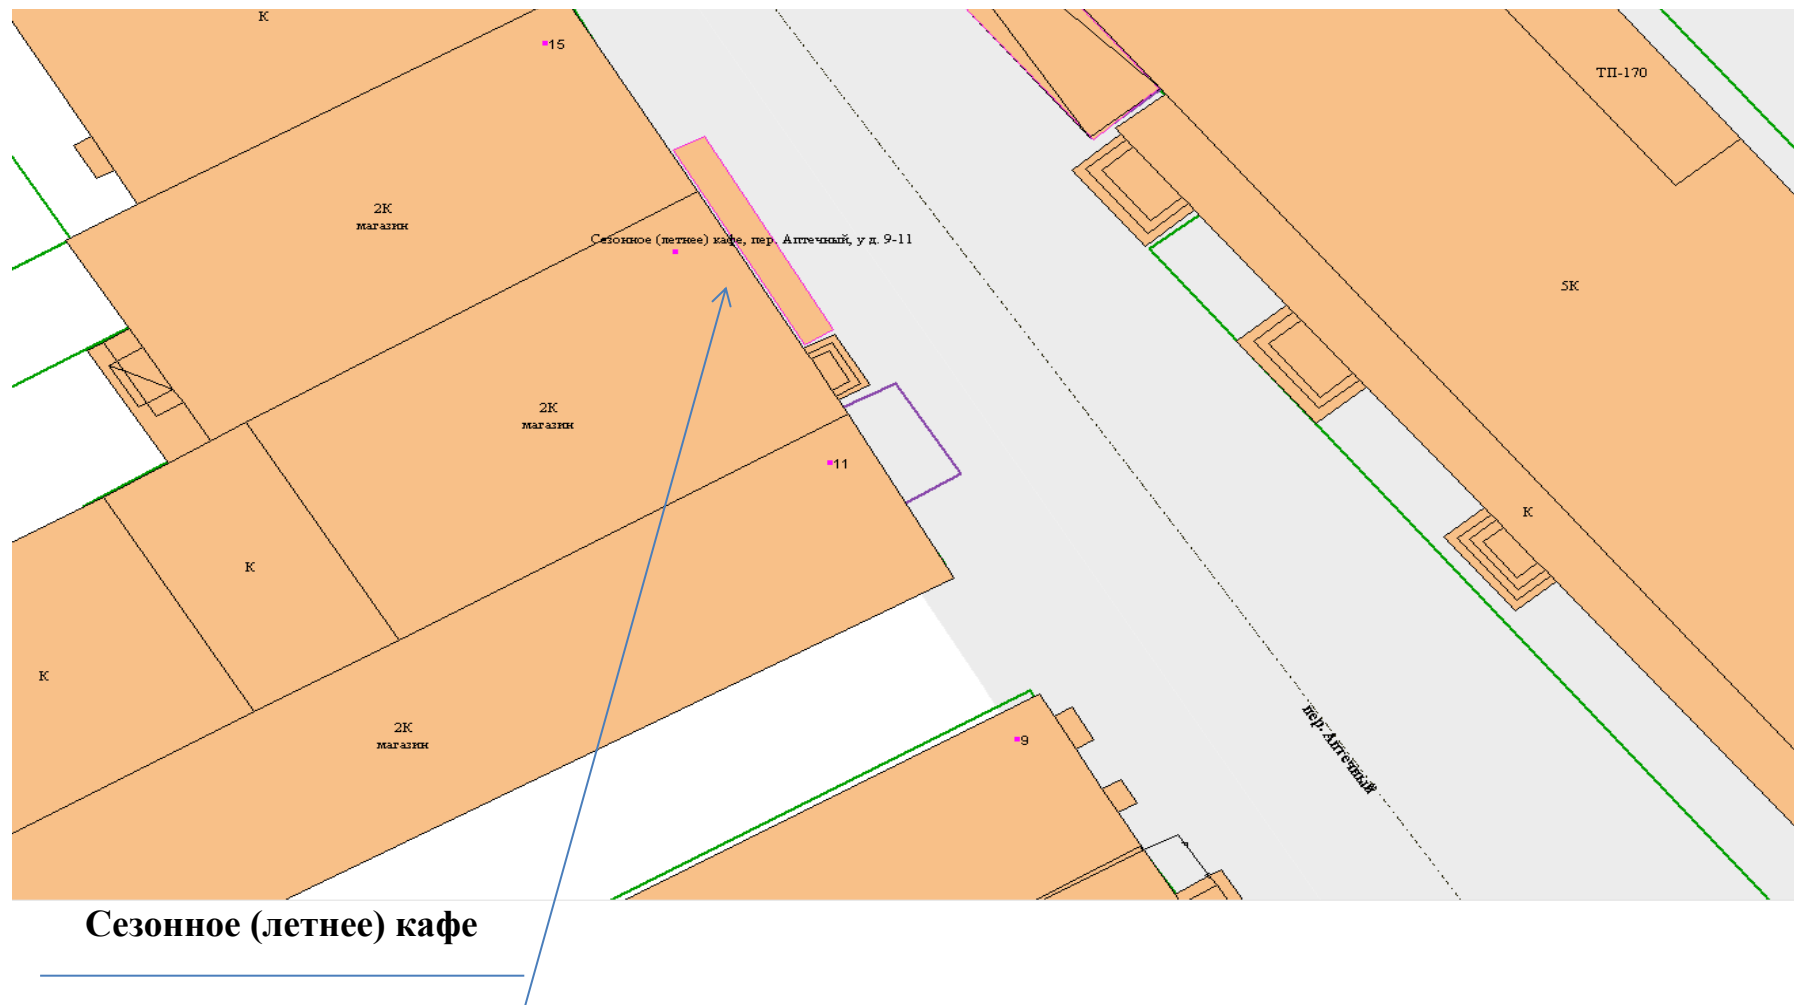 К
15
ТП-170
2К
магазин
Сезонное (летнее) кафе, пер. Аптечный, у д. 9-11
5К
2К
магазин
11
К
К
К
2К
магазин
пер. Аптечный
9
Сезонное (летнее) кафе